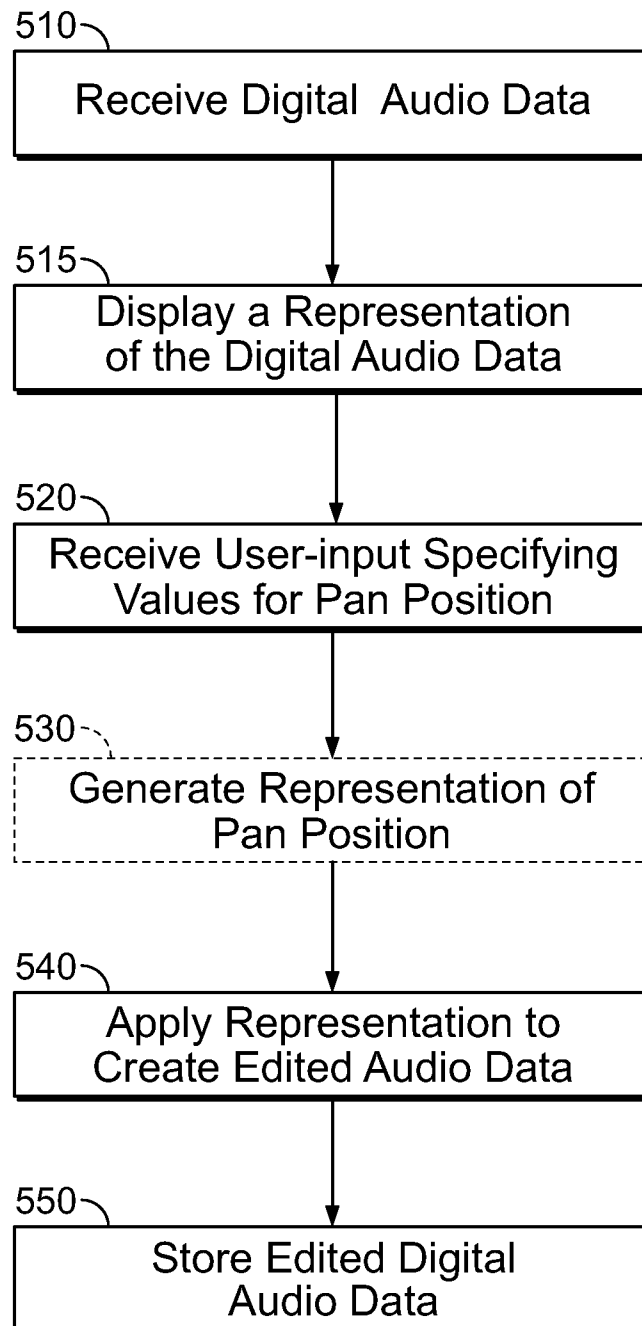 510
Receive Digital Audio Data
515
Display a Representation
of the Digital Audio Data
520
Receive User-input Specifying
Values for Pan Position
530
Generate Representation of
Pan Position
540
Apply Representation to
Create Edited Audio Data
550
Store Edited Digital
Audio Data